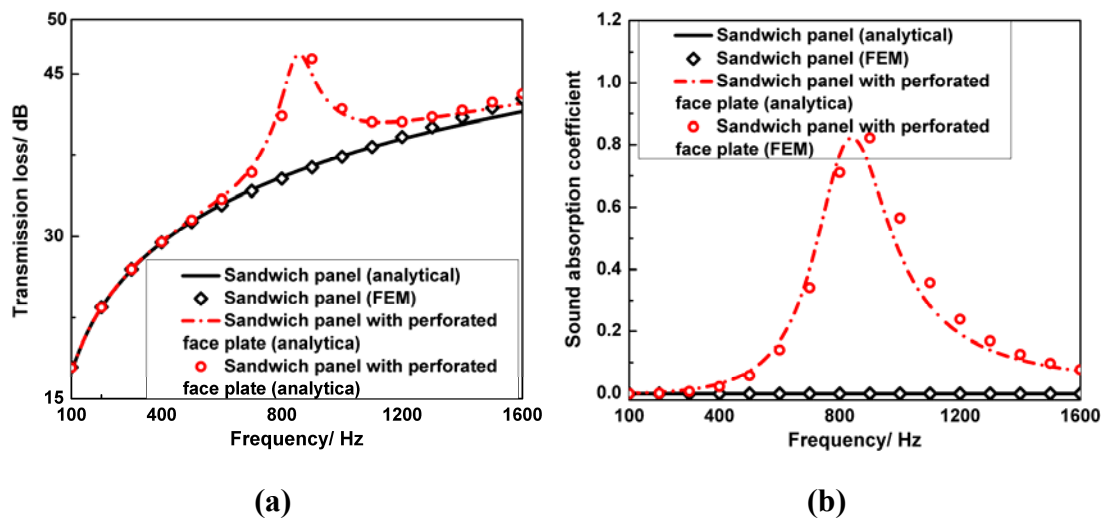 50
45
30
15
Transmission loss/ dB
Sandwich panel (analytical)
Sandwich panel (FEM)
Sandwich panel with perforated
face plate (analytica)
Sandwich panel with perforated
face plate (analytica)
100 400 800 1200 1600
Frequency/ Hz
(a)
1.2
1.0
0.8
0.6
0.4
0.2
0.0
Sound absorption coefficient
Sandwich panel (analytical)
Sandwich panel (FEM)
Sandwich panel with perforated
face plate (analytica)
Sandwich panel with perforated
face plate (FEM)
100 400 800 1200 1600
Frequency/ Hz
(b)